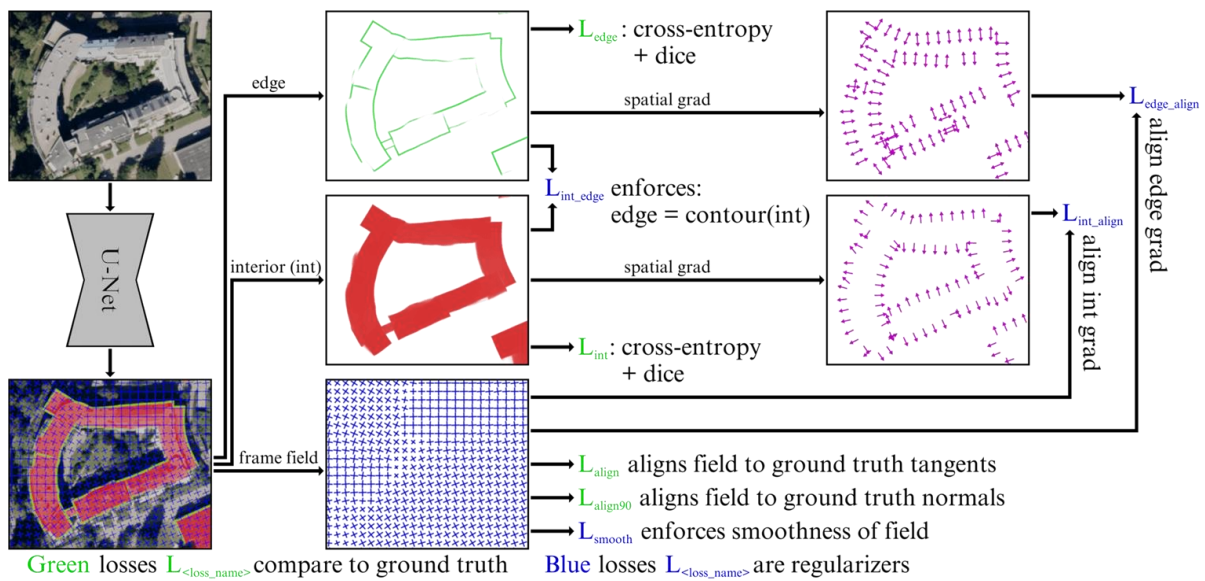 edge
L_edge : cross-entropy
+ dice
spatial grad
L_edge_align
align edge grad
L_int_edge enforces:
edge = contour(int)
U-Net
interior (int)
spatial grad
L_int_align
align int grad
L_int : cross-entropy
+ dice
frame field
L_align aligns field to ground truth tangents
L_align90 aligns field to ground truth normals
L_smooth enforces smoothness of field
Green losses L_<loss_name> compare to ground truth
Blue losses L_<loss_name> are regularizers